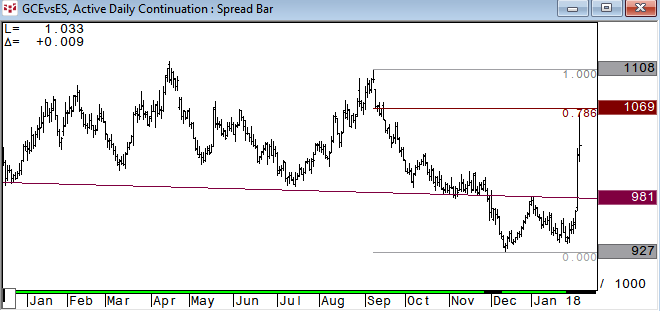 GCEvsES, Active Daily Continuation : Spread Bar
L= 1.033
Δ= +0.009
1108
1.000
1069
0.786
981
927
0.000
/ 1000
Jan Feb Mar Apr May Jun Jul Aug Sep Oct Nov Dec Jan 18